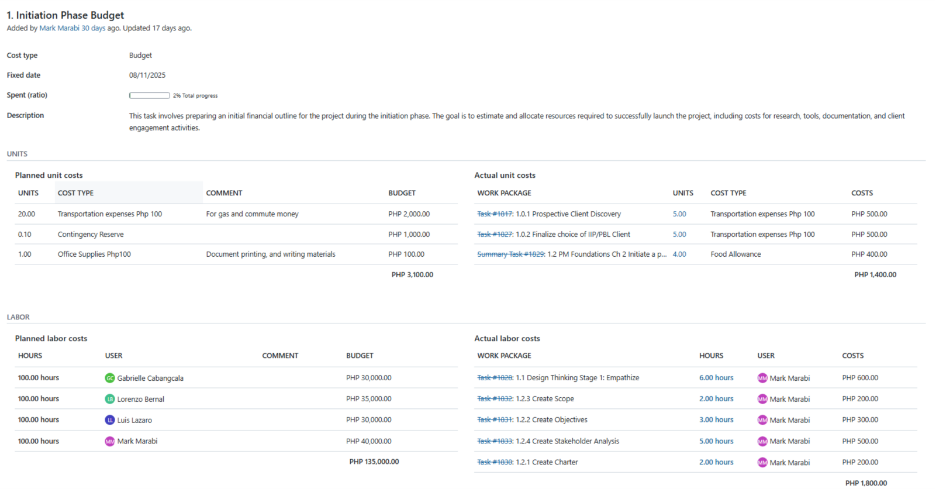 1. Initiation Phase Budget
Added by Mark Marabi 30 days ago. Updated 17 days ago.
Cost type Budget
Fixed date 08/11/2025
Spent (ratio) 2% Total progress
Description This task involves preparing an initial financial outline for the project during the initiation phase. The goal is to estimate and allocate resources required to successfully launch the project, including costs for research, tools, documentation, and client
engagement activities.
UNITS
Planned unit costs
UNITS COST TYPE COMMENT BUDGET
20.00 Transportation expenses Php 100 For gas and commute money PHP 2,000.00
0.10 Contingency Reserve PHP 1,000.00
1.00 Office Supplies Php100 Document printing, and writing materials PHP 100.00
PHP 3,100.00
Actual unit costs
WORK PACKAGE UNITS COST TYPE COSTS
Task #1817: 1.0.1 Prospective Client Discovery 5.00 Transportation expenses Php 100 PHP 500.00
Task #1827: 1.0.2 Finalize choice of IIP/PBL Client 5.00 Transportation expenses Php 100 PHP 500.00
Summary Task #1829: 1.2 PM Foundations Ch 2 Initiate a p... 4.00 Food Allowance PHP 400.00
PHP 1,400.00
LABOR
Planned labor costs
HOURS USER COMMENT BUDGET
100.00 hours GC Gabrielle Cabangcala PHP 30,000.00
100.00 hours LB Lorenzo Bernal PHP 35,000.00
100.00 hours LL Luis Lazaro PHP 30,000.00
100.00 hours MM Mark Marabi PHP 40,000.00
PHP 135,000.00
Actual labor costs
WORK PACKAGE HOURS USER COSTS
Task #1828: 1.1 Design Thinking Stage 1: Empathize 6.00 hours MM Mark Marabi PHP 600.00
Task #1832: 1.2.3 Create Scope 2.00 hours MM Mark Marabi PHP 200.00
Task #1831: 1.2.2 Create Objectives 3.00 hours MM Mark Marabi PHP 300.00
Task #1833: 1.2.4 Create Stakeholder Analysis 5.00 hours MM Mark Marabi PHP 500.00
Task #1830: 1.2.1 Create Charter 2.00 hours MM Mark Marabi PHP 200.00
PHP 1,800.00